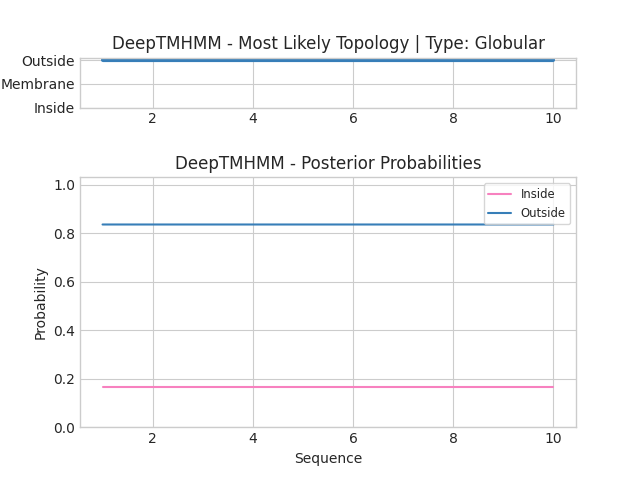 DeepTMHMM - Most Likely Topology | Type: Globular
Outside
Membrane
Inside
2 4 6 8 10
DeepTMHMM - Posterior Probabilities
1.0
0.8
0.6
0.4
0.2
0.0
Probability
Inside
Outside
2 4 6 8 10
Sequence